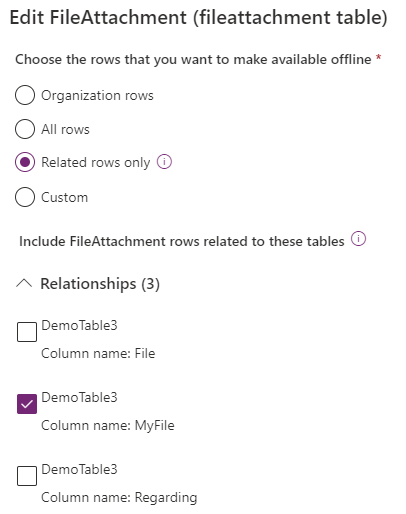 Edit FileAttachment (fileattachment table)
Choose the rows that you want to make available offline *
Organization rows
All rows
Related rows only
Custom
Include FileAttachment rows related to these tables
Relationships (3)
DemoTable3
Column name: File
DemoTable3
Column name: MyFile
DemoTable3
Column name: Regarding